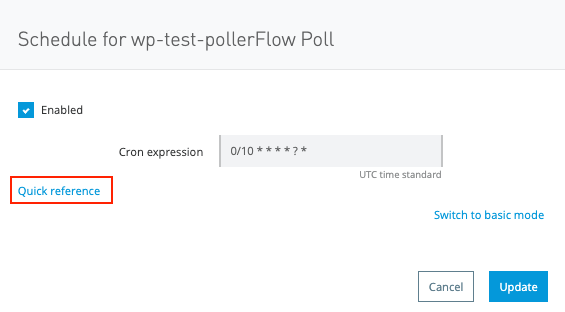 Schedule for wp-test-pollerFlow Poll
Enabled
Cron expression 0/10 * * * * ? *
UTC time standard
Quick reference
Switch to basic mode
Cancel Update